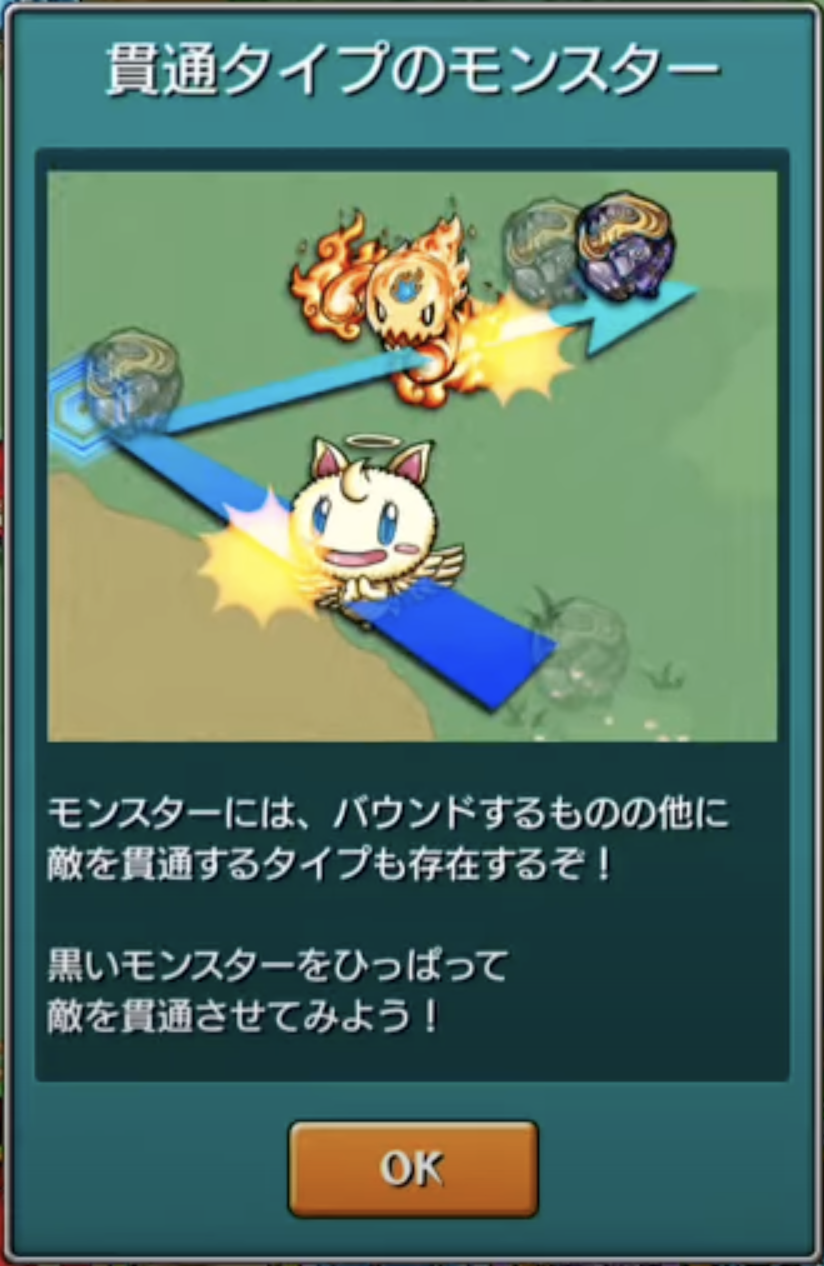 貫通タイプのモンスター
モンスターには、バウンドするものの他に
敵を貫通するタイプも存在するぞ！
黒いモンスターをひっぱって
敵を貫通させてみよう！
OK